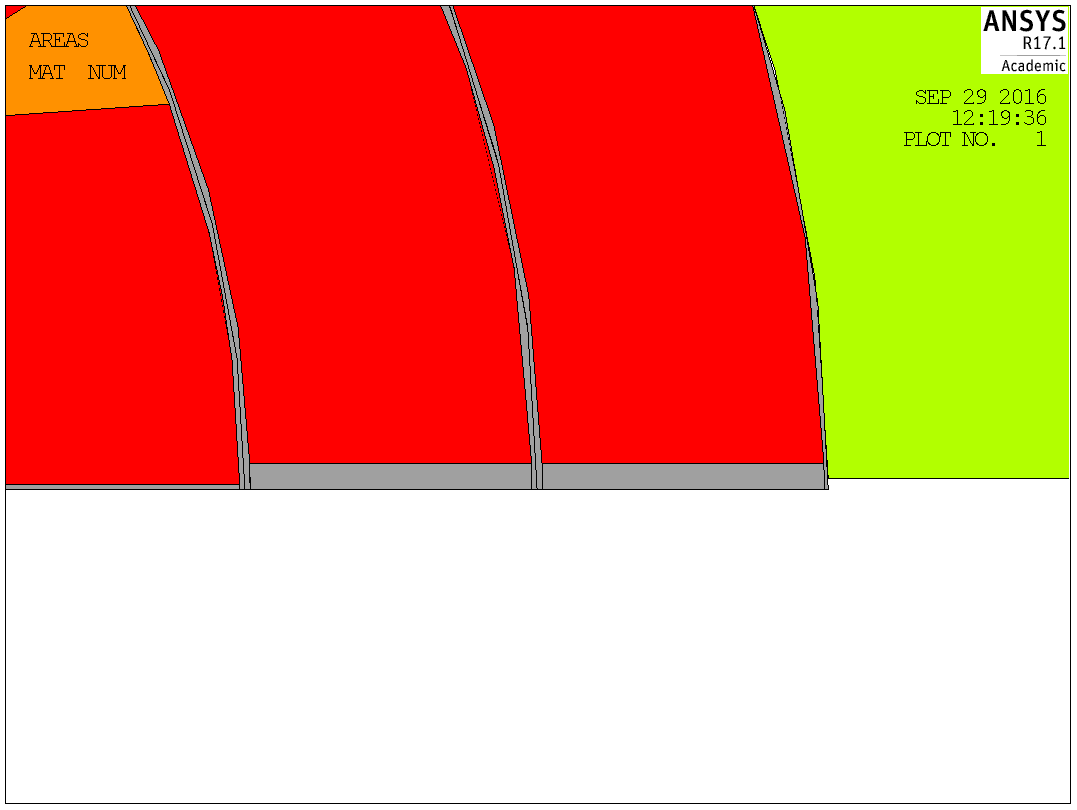 AREAS
MAT NUM
ANSYS
R17.1
Academic
SEP 29 2016
12:19:36
PLOT NO. 1